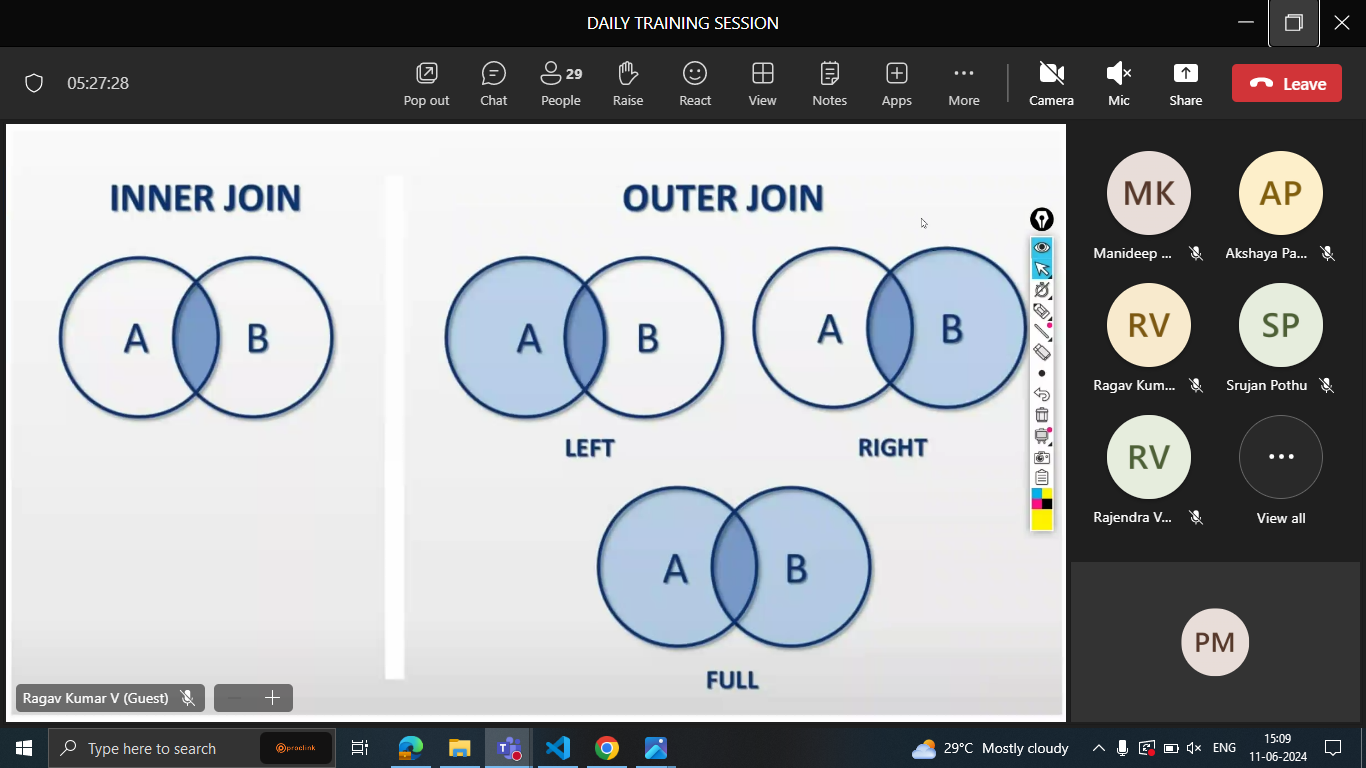 DAILY TRAINING SESSION
05:27:28
Pop out
Chat
29
People
Raise
React
View
Notes
Apps
More
Camera
Mic
Share
Leave
INNER JOIN
A
B
OUTER JOIN
A
B
LEFT
A
B
RIGHT
A
B
FULL
Ragav Kumar V (Guest)
MK
Manideep ...
AP
Akshaya Pa...
RV
Ragav Kum...
SP
Srujan Pothu
RV
Rajendra V...
View all
PM
Type here to search
proclink
29°C Mostly cloudy
ENG
15:09
11-06-2024